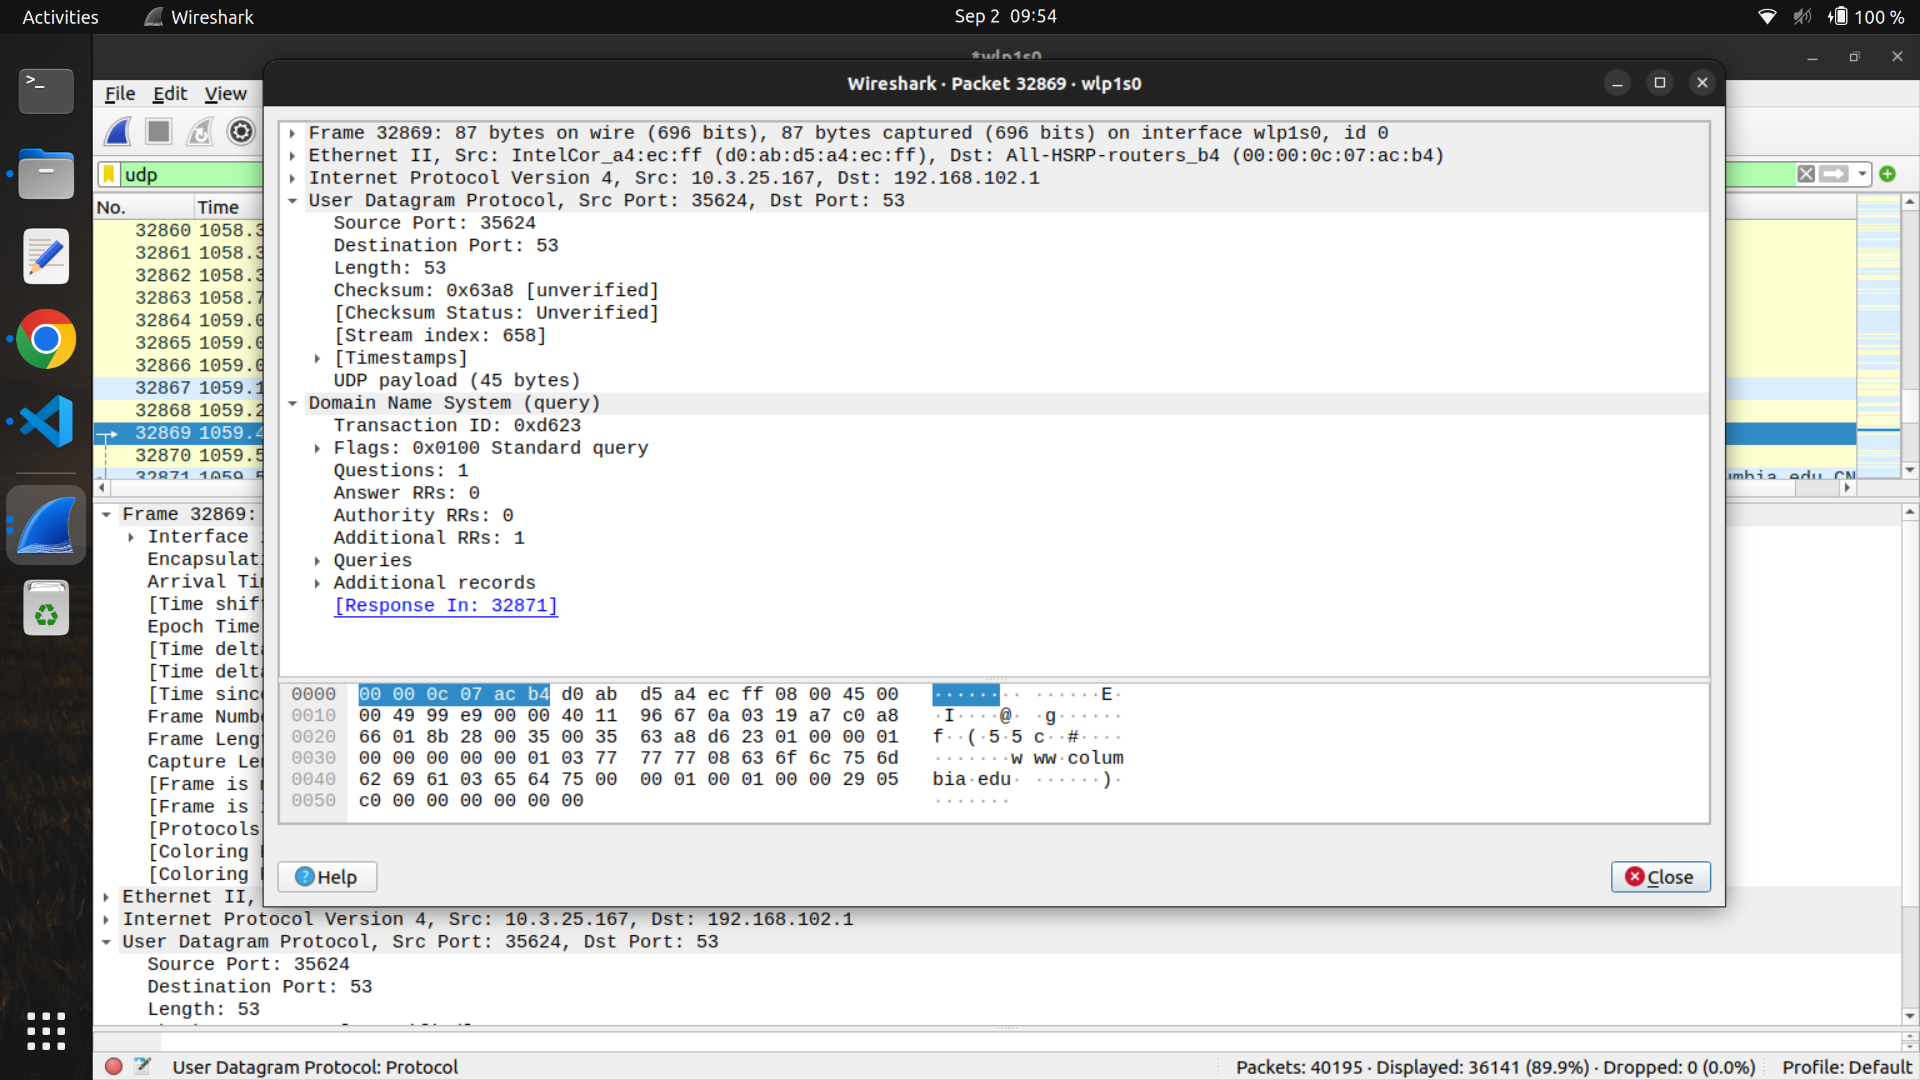 Activities
Wireshark
Sep 2 09:54
100 %
Wireshark · Packet 32869 · wlp1s0
File Edit View
udp
No. Time
32860 1058.3
32861 1058.3
32862 1058.3
32863 1058.7
32864 1059.0
32865 1059.0
32866 1059.0
32867 1059.1
32868 1059.2
32869 1059.4
32870 1059.5
32871 1059.5
Frame 32869: 87 bytes on wire (696 bits), 87 bytes captured (696 bits) on interface wlp1s0, id 0
Ethernet II, Src: IntelCor_a4:ec:ff (d0:ab:d5:a4:ec:ff), Dst: All-HSRP-routers_b4 (00:00:0c:07:ac:b4)
Internet Protocol Version 4, Src: 10.3.25.167, Dst: 192.168.102.1
User Datagram Protocol, Src Port: 35624, Dst Port: 53
Source Port: 35624
Destination Port: 53
Length: 53
Checksum: 0x63a8 [unverified]
[Checksum Status: Unverified]
[Stream index: 658]
[Timestamps]
UDP payload (45 bytes)
Domain Name System (query)
Transaction ID: 0xd623
Flags: 0x0100 Standard query
Questions: 1
Answer RRs: 0
Authority RRs: 0
Additional RRs: 1
Queries
Additional records
[Response In: 32871]
0000 00 00 0c 07 ac b4 d0 ab d5 a4 ec ff 08 00 45 00 ········ ······E·
0010 00 49 99 e9 00 00 40 11 96 67 0a 03 19 a7 c0 a8 ·I····@· ·g······
0020 66 01 8b 28 00 35 00 35 63 a8 d6 23 01 00 00 01 f··(·5·5 c··#····
0030 00 00 00 00 00 01 03 77 77 77 08 63 6f 6c 75 6d ·······w ww·colum
0040 62 69 61 03 65 64 75 00 00 01 00 01 00 00 29 05 bia·edu· ······)·
0050 c0 00 00 00 00 00 00 ·······
Help
Close
Frame 32869:
Interface
Encapsulati
Arrival Ti
[Time shif
Epoch Time
[Time delt
[Time delt
[Time sinc
Frame Numb
Frame Leng
Capture Le
[Frame is
[Frame is
[Protocols
[Coloring
[Coloring
Ethernet II,
Internet Protocol Version 4, Src: 10.3.25.167, Dst: 192.168.102.1
User Datagram Protocol, Src Port: 35624, Dst Port: 53
Source Port: 35624
Destination Port: 53
Length: 53
User Datagram Protocol: Protocol
Packets: 40195 · Displayed: 36141 (89.9%) · Dropped: 0 (0.0%)
Profile: Default